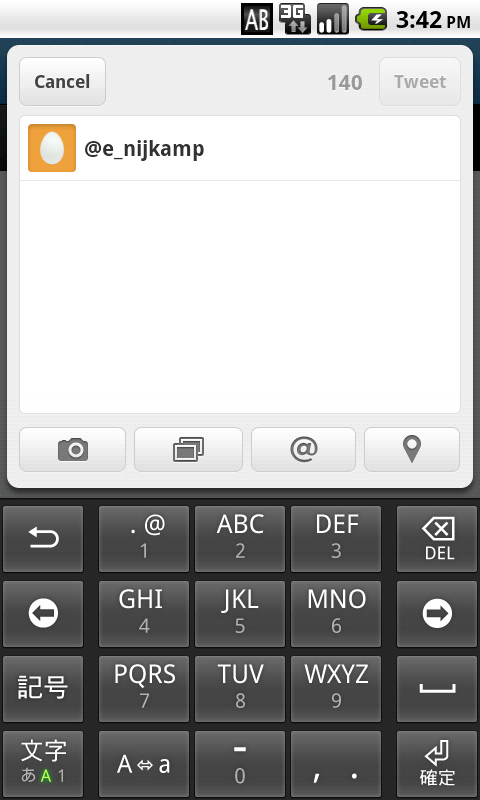 AB 3G 3:42 PM
Cancel 140 Tweet
@e_nijkamp
@
. @ ABC DEF
1 2 3 DEL
GHI JKL MNO
4 5 6
記号 PQRS TUV WXYZ
7 8 9
文字 A⇔a - , .
あA1 0 確定